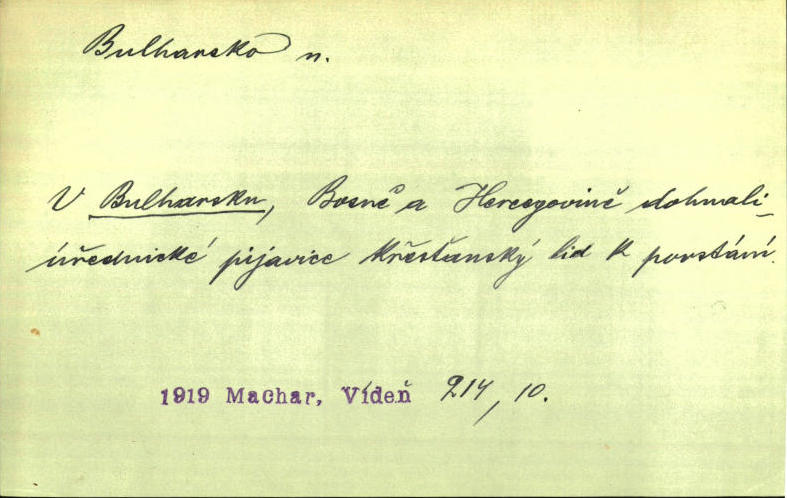 Bulharsko n.
V Bulharsku, Bosně a Hercegovině dohnali
úřednické pijavice křesťanský lid k povstání.
1919 Machar, Vídeň 214, 10.